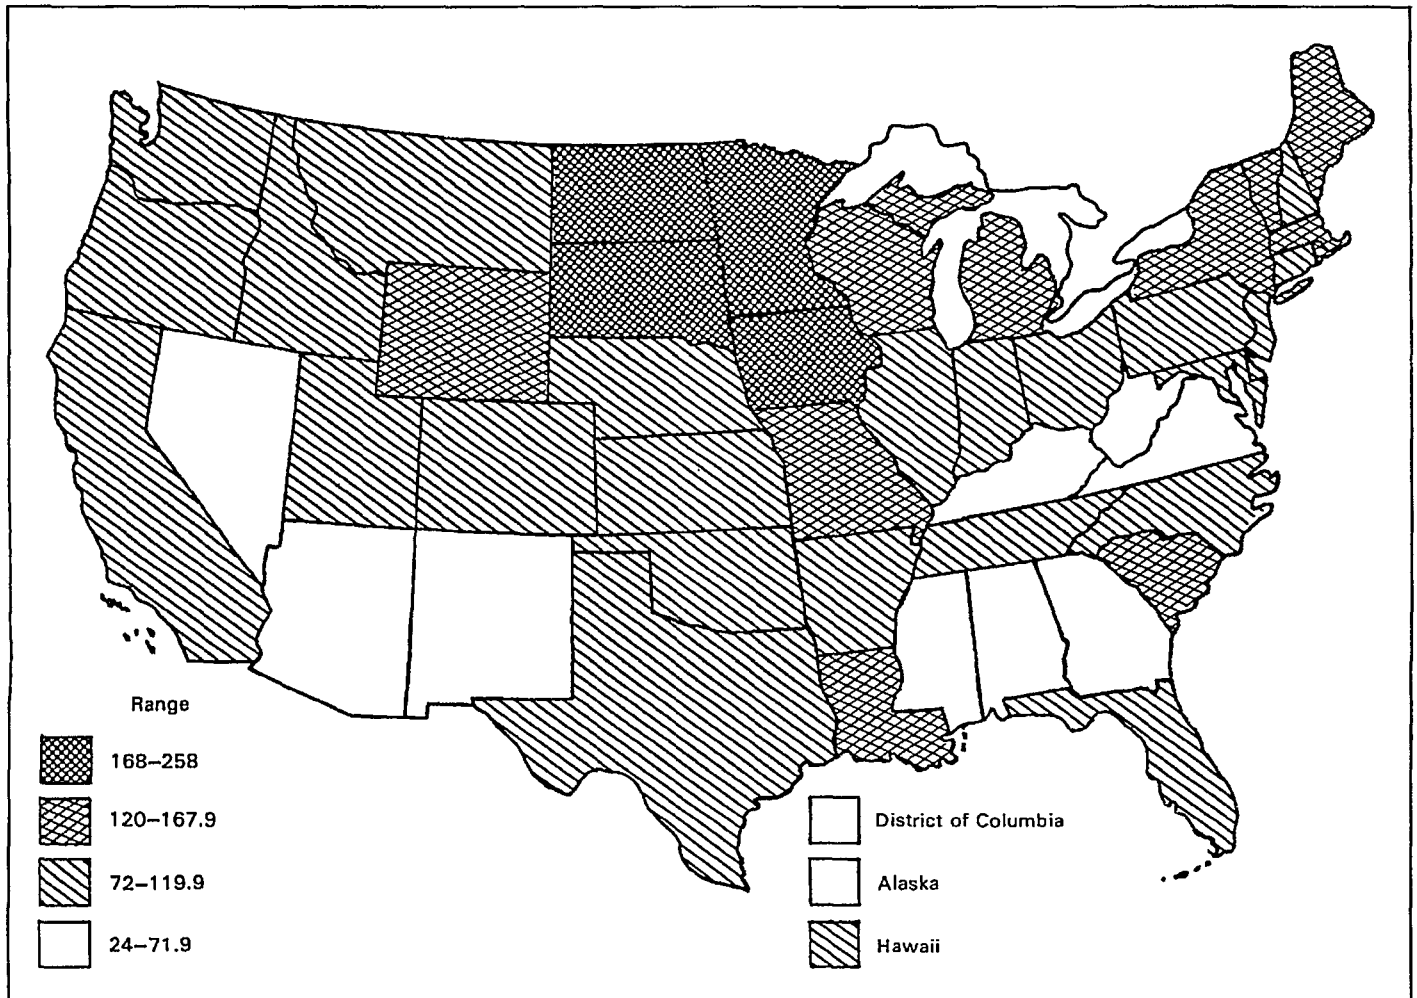 Range
168–258
120–167.9
72–119.9
24–71.9
District of Columbia
Alaska
Hawaii